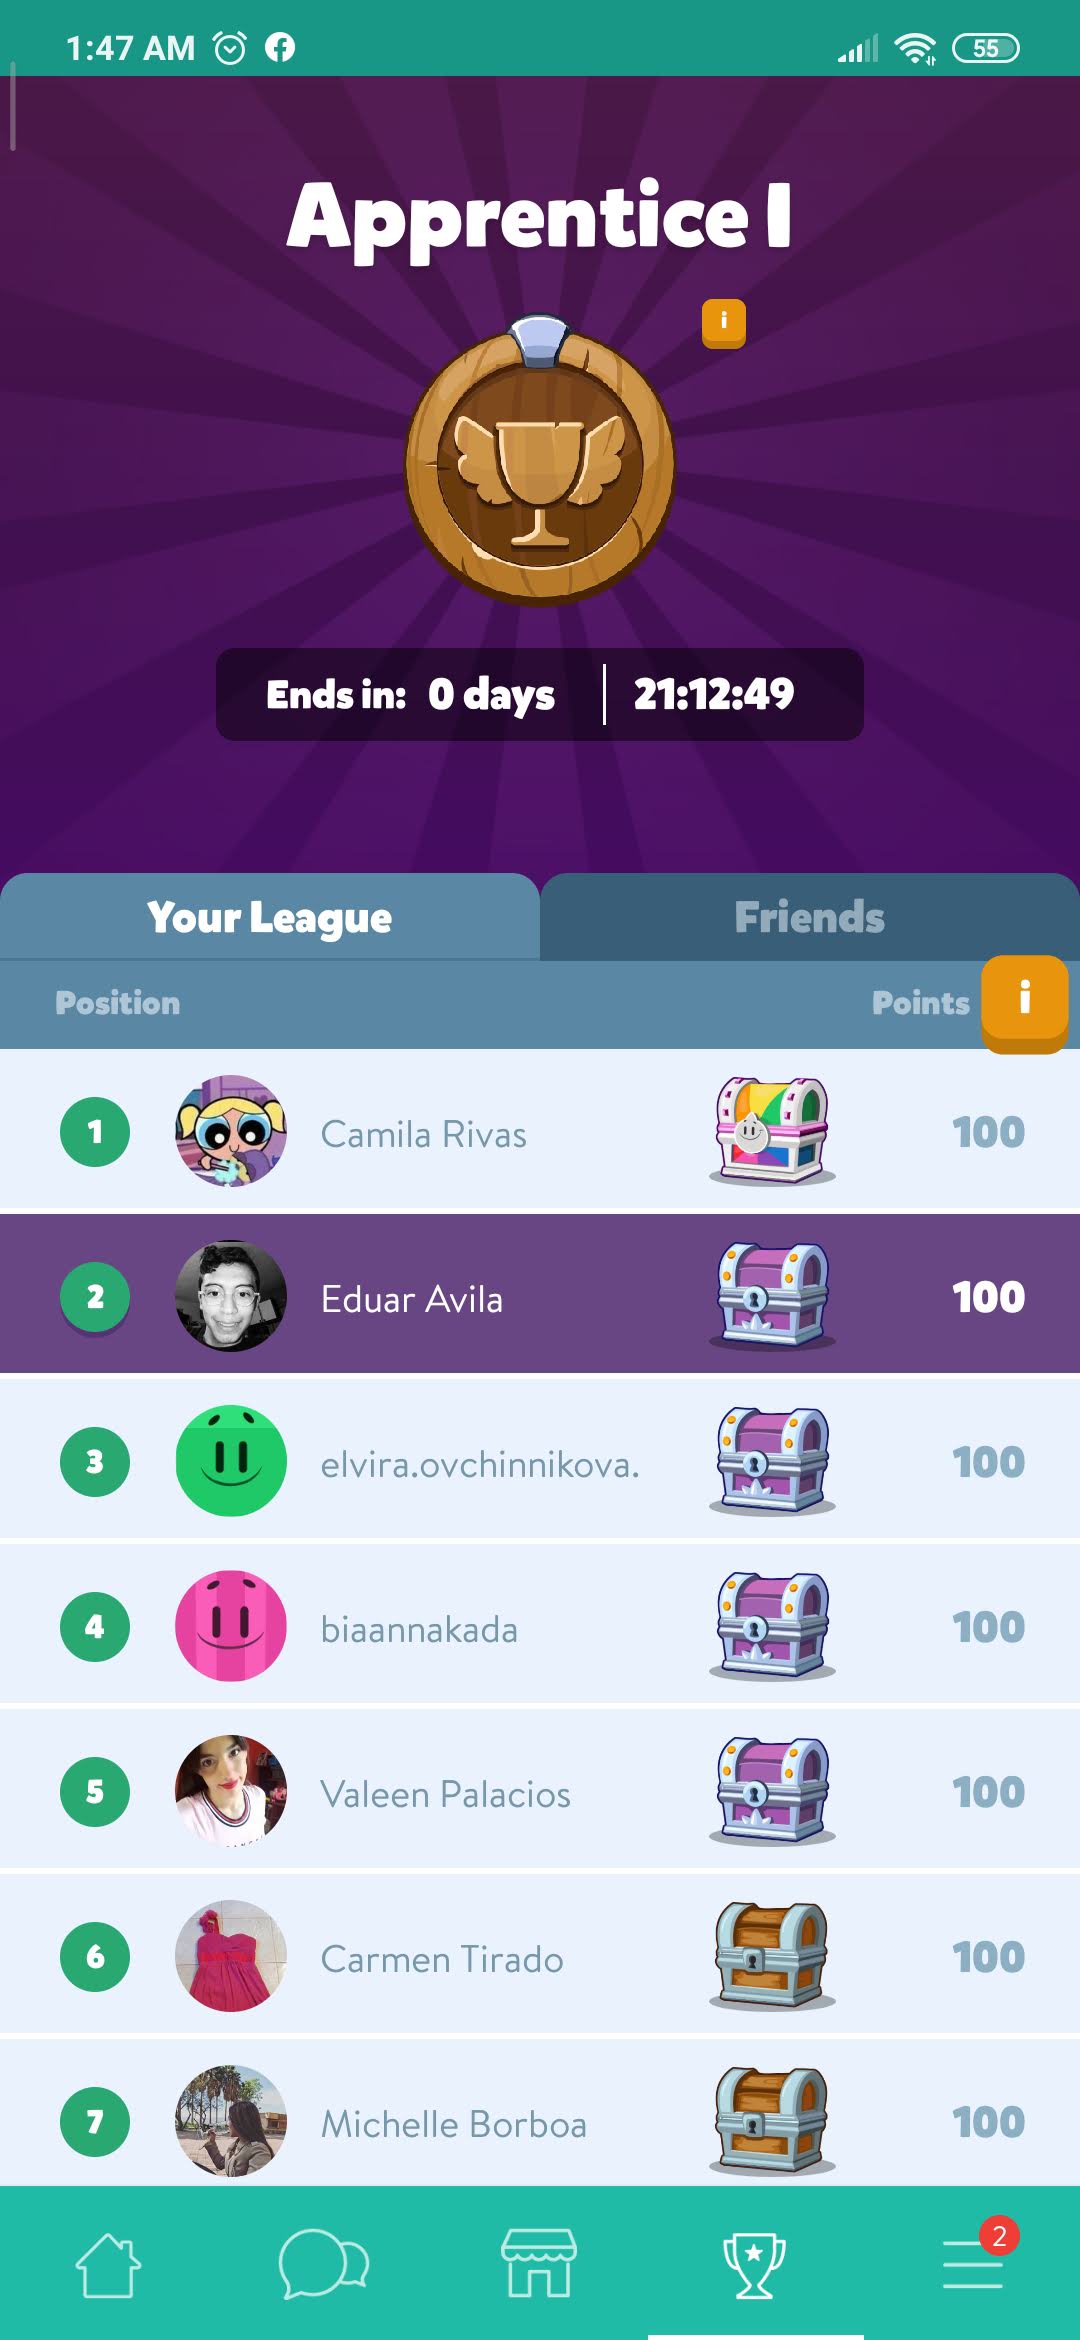 1:47 AM
55
Apprentice I
i
Ends in: 0 days 21:12:49
Your League Friends
Position Points i
1 Camila Rivas 100
2 Eduar Avila 100
3 elvira.ovchinnikova. 100
4 biaannakada 100
5 Valeen Palacios 100
6 Carmen Tirado 100
7 Michelle Borboa 100
2